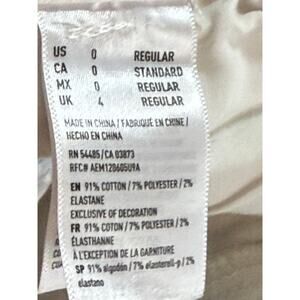 US 0 REGULAR
CA 0 STANDARD
MX 0 REGULAR
UK 4 REGULAR
MADE IN CHINA / FABRIQUÉ EN CHINE /
HECHO EN CHINA
RN 54485/CA 03873
RFC# AEM120605U9A
EN 91% COTTON / 7% POLYESTER / 2%
ELASTANE
EXCLUSIVE OF DECORATION
FR 91% COTON / 7% POLYESTER / 2%
ÉLASTHANNE
À L'EXCEPTION DE LA GARNITURE
SP 91% algodón / 7% / 2%
elastano